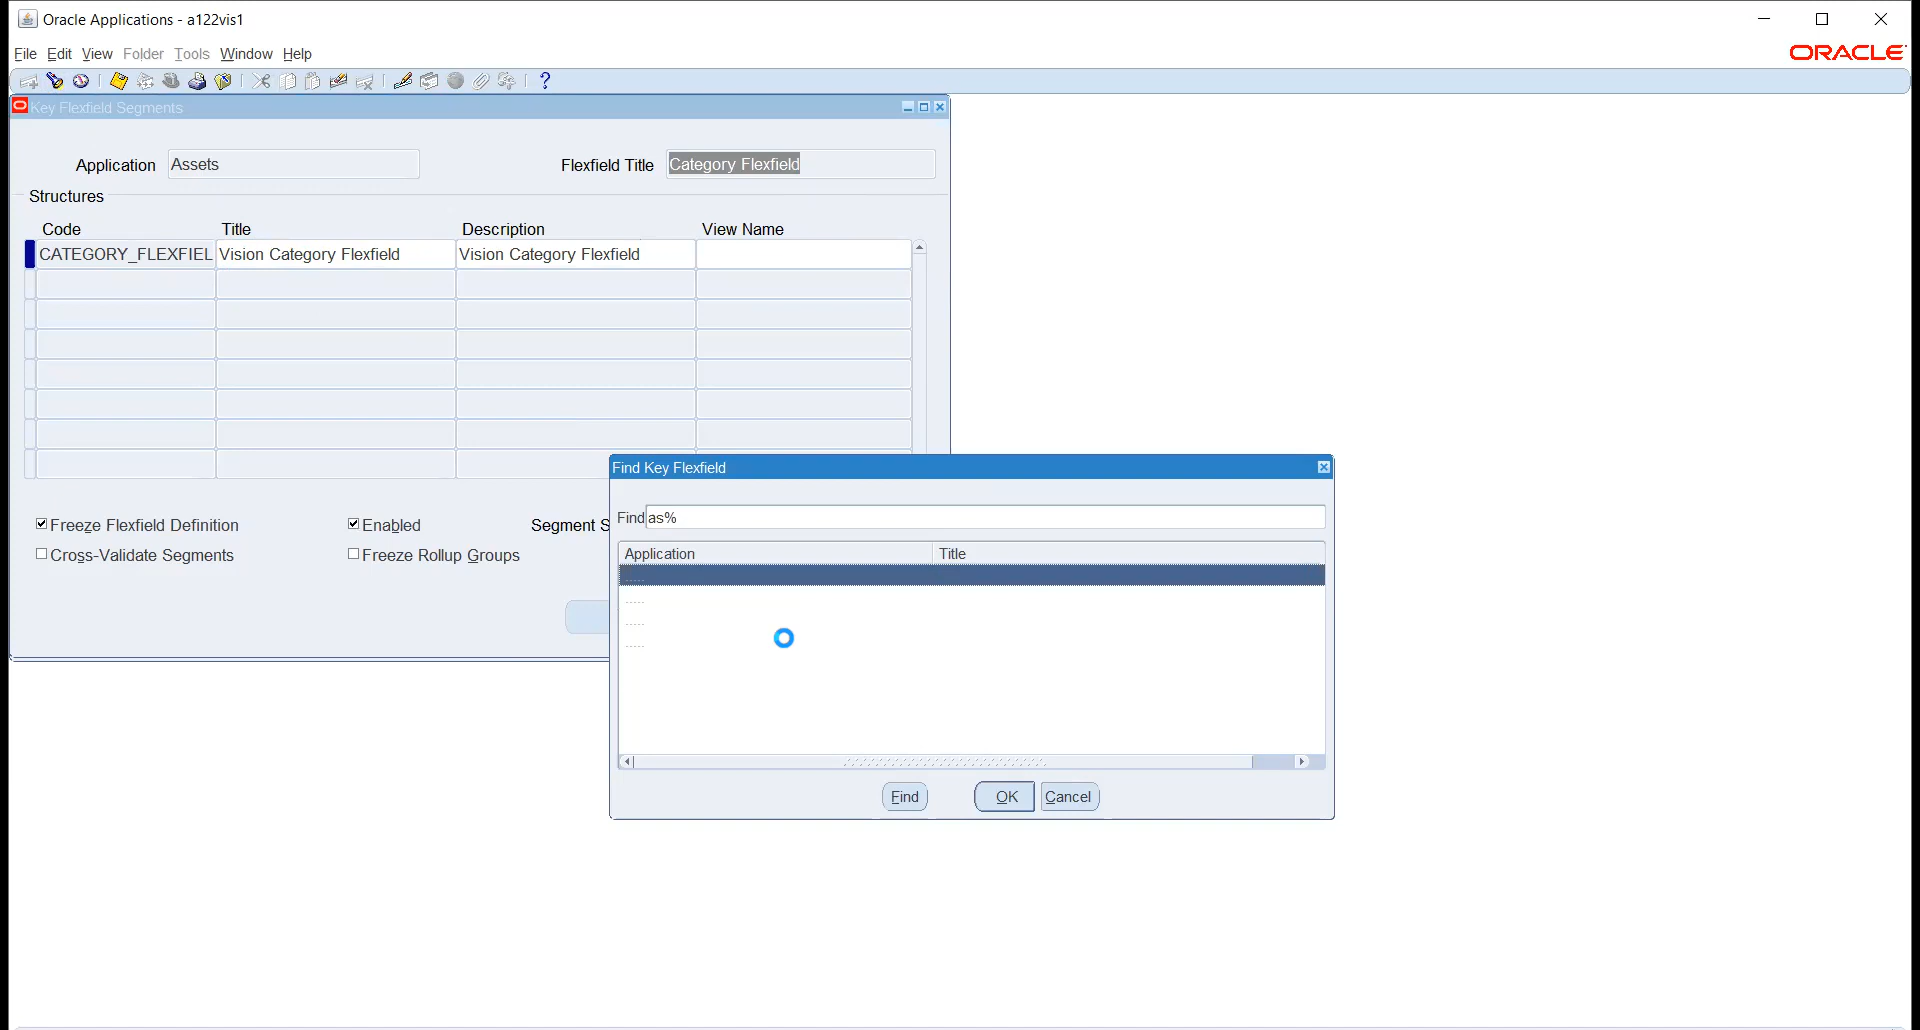 Oracle Applications - a122vis1
File Edit View Folder Tools Window Help
ORACLE
?
Key Flexfield Segments
Application Assets Flexfield Title Category Flexfield
Structures
Code Title Description View Name
CATEGORY_FLEXFIEL Vision Category Flexfield Vision Category Flexfield
Freeze Flexfield Definition Enabled Segment S
Cross-Validate Segments Freeze Rollup Groups
Find Key Flexfield
Find as%
Application Title
.....
.....
.....
.....
Find OK Cancel